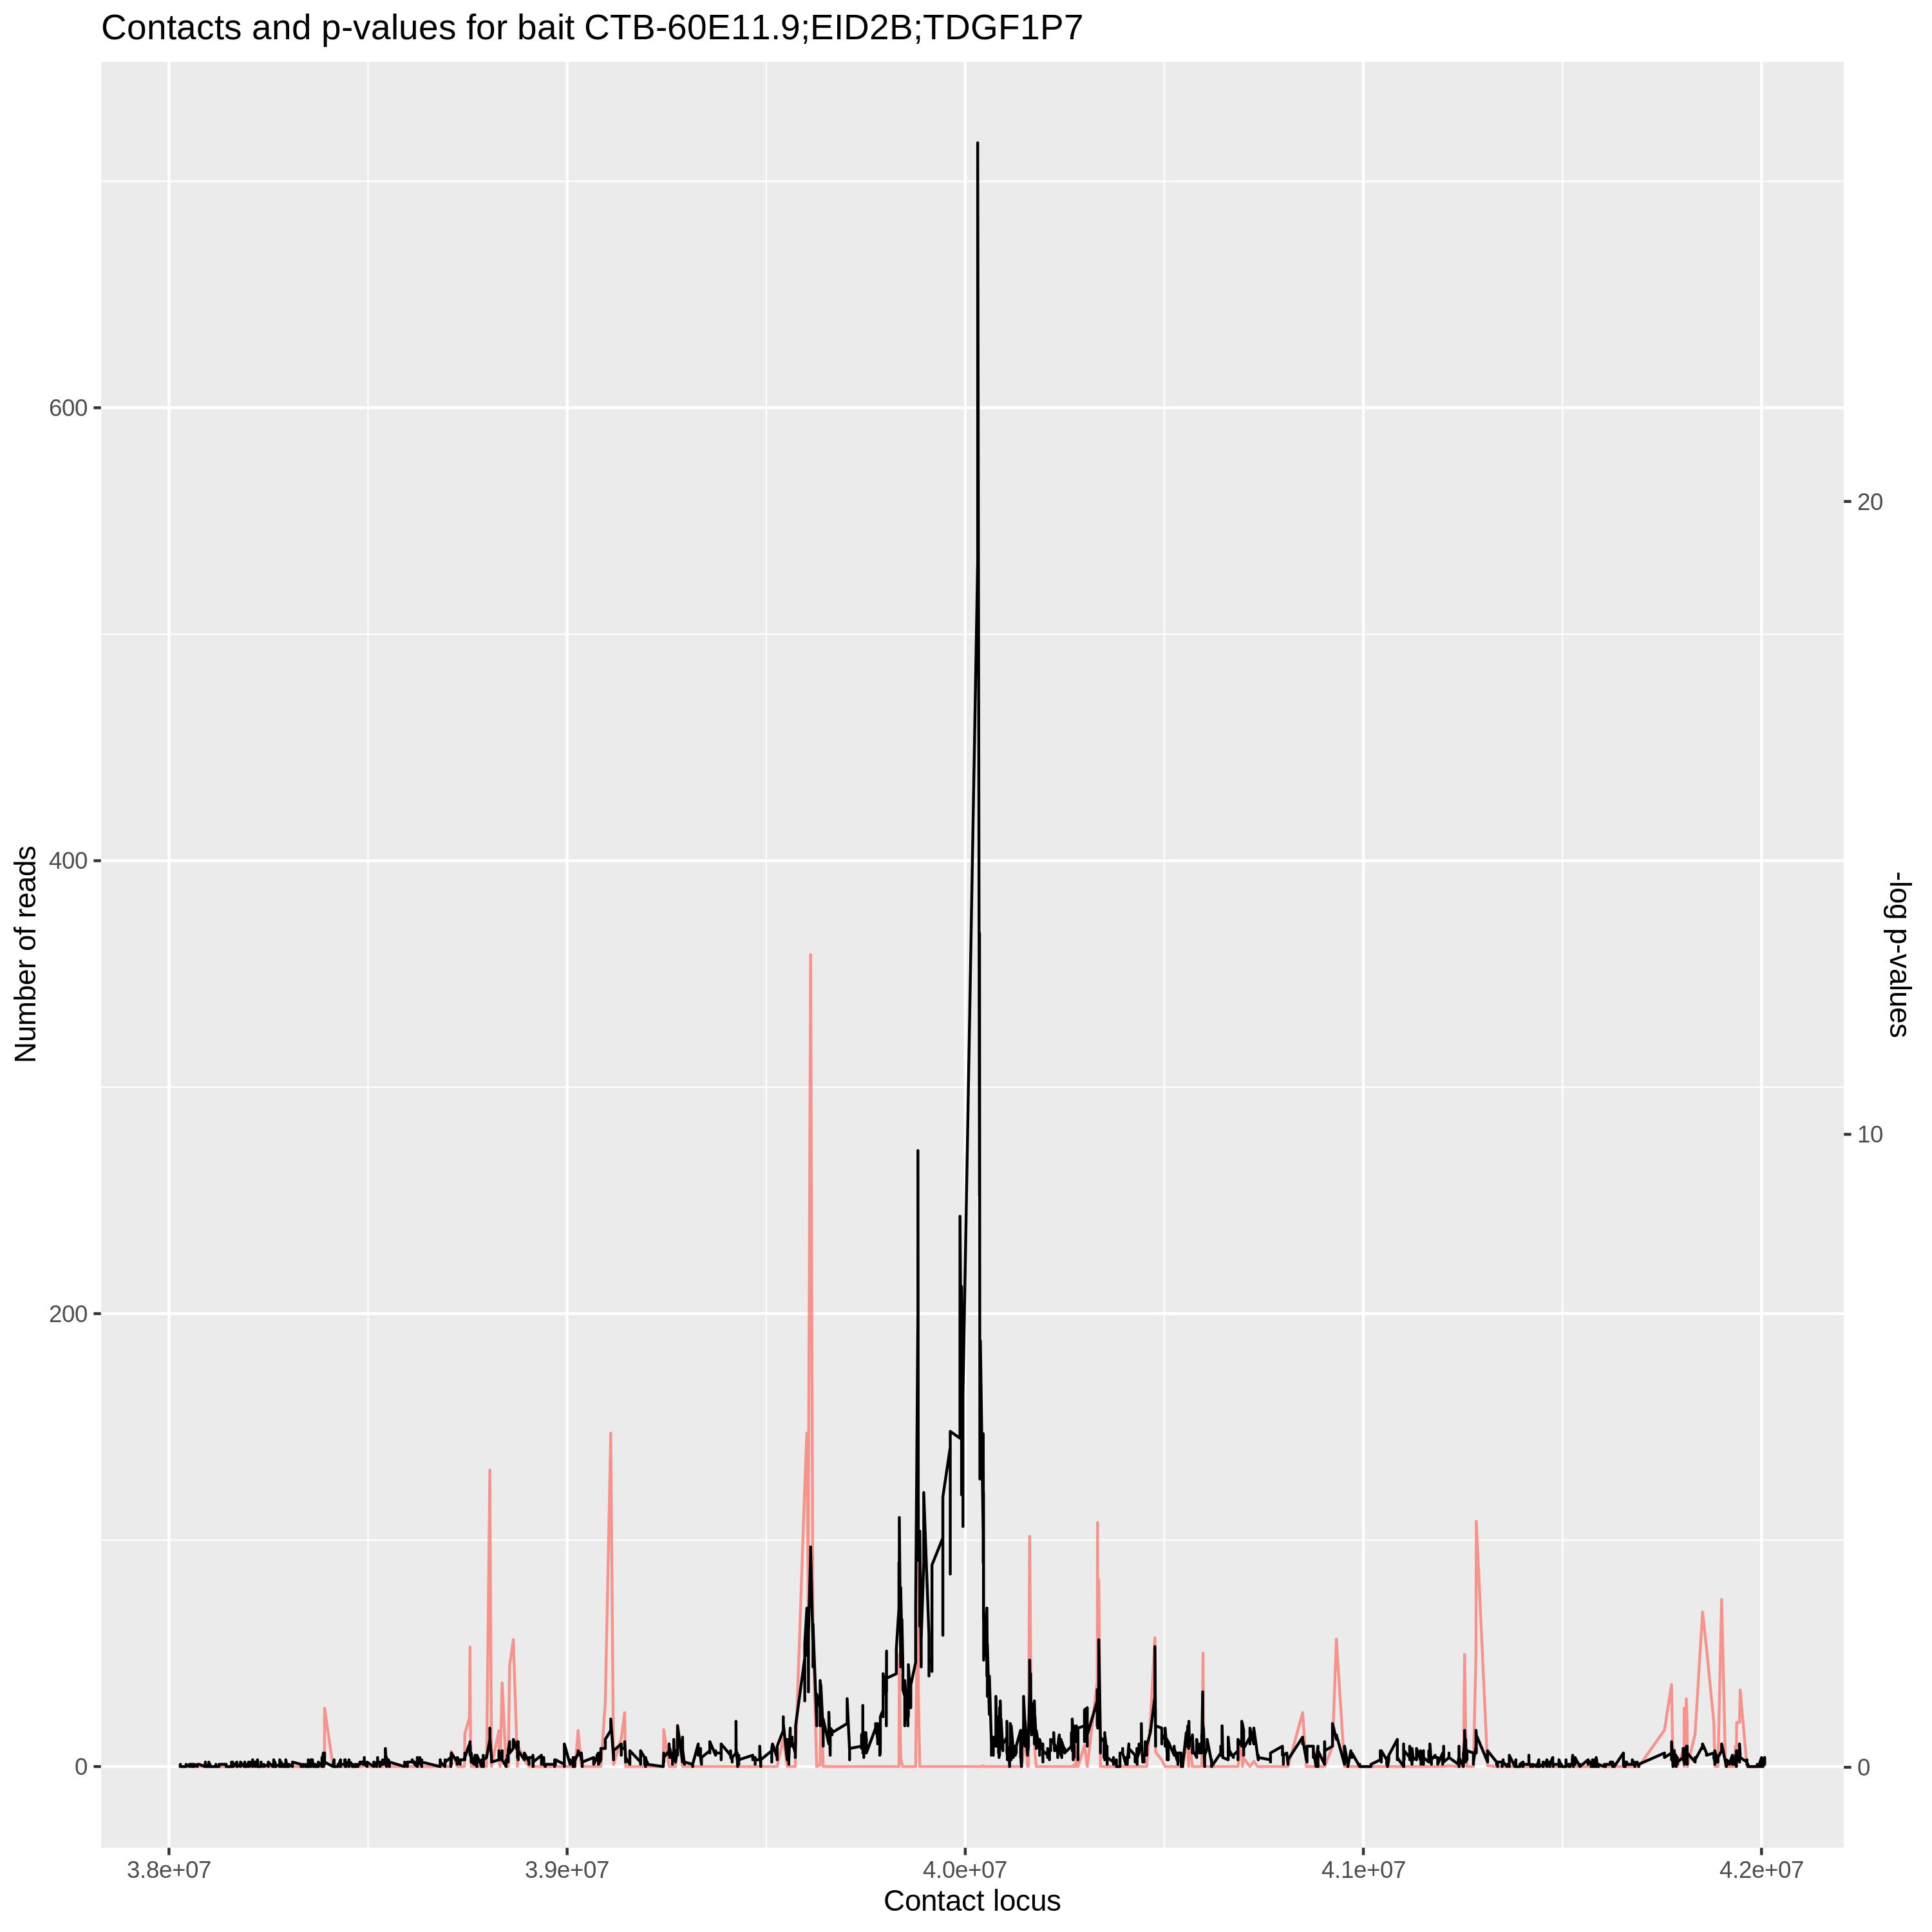 Contacts and p-values for bait CTB-60E11.9;EID2B;TDGF1P7
Number of reads
600
400
200
0
20
10
0
-log p-values
3.8e+07
3.9e+07
4.0e+07
4.1e+07
4.2e+07
Contact locus